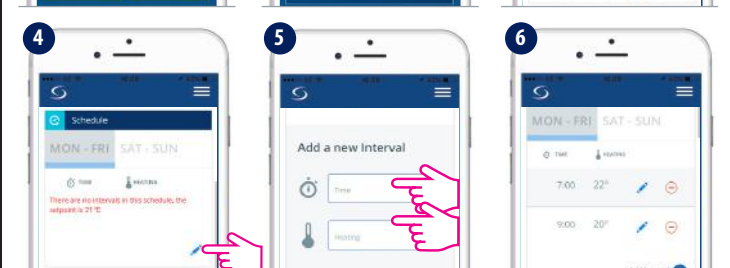 4
Schedule
MON - FRI SAT - SUN
TIME HEATING
There are no intervals in this schedule, the
setpoint is 21 °C
5
Add a new Interval
Time
Heating
6
MON - FRI SAT - SUN
TIME HEATING
7:00 22°
9:00 20°